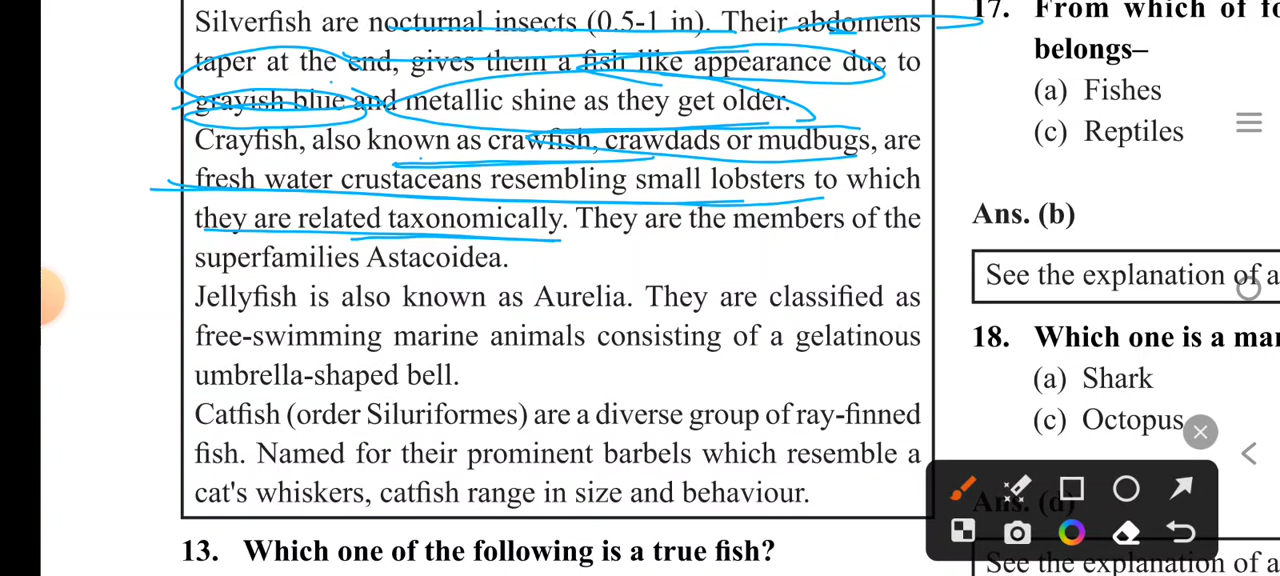 Silverfish are nocturnal insects (0.5-1 in). Their abdomens
taper at the end, gives them a fish like appearance due to
grayish blue and metallic shine as they get older.
Crayfish, also known as crawfish, crawdads or mudbugs, are
fresh water crustaceans resembling small lobsters to which
they are related taxonomically. They are the members of the
superfamilies Astacoidea.
Jellyfish is also known as Aurelia. They are classified as
free-swimming marine animals consisting of a gelatinous
umbrella-shaped bell.
Catfish (order Siluriformes) are a diverse group of ray-finned
fish. Named for their prominent barbels which resemble a
cat's whiskers, catfish range in size and behaviour.
13. Which one of the following is a true fish?
17. From which of
belongs–
(a) Fishes
(c) Reptiles
Ans. (b)
See the explanation of a
18. Which one is a
(a) Shark
(c) Octopus
Ans. (d)
See the explanation of a